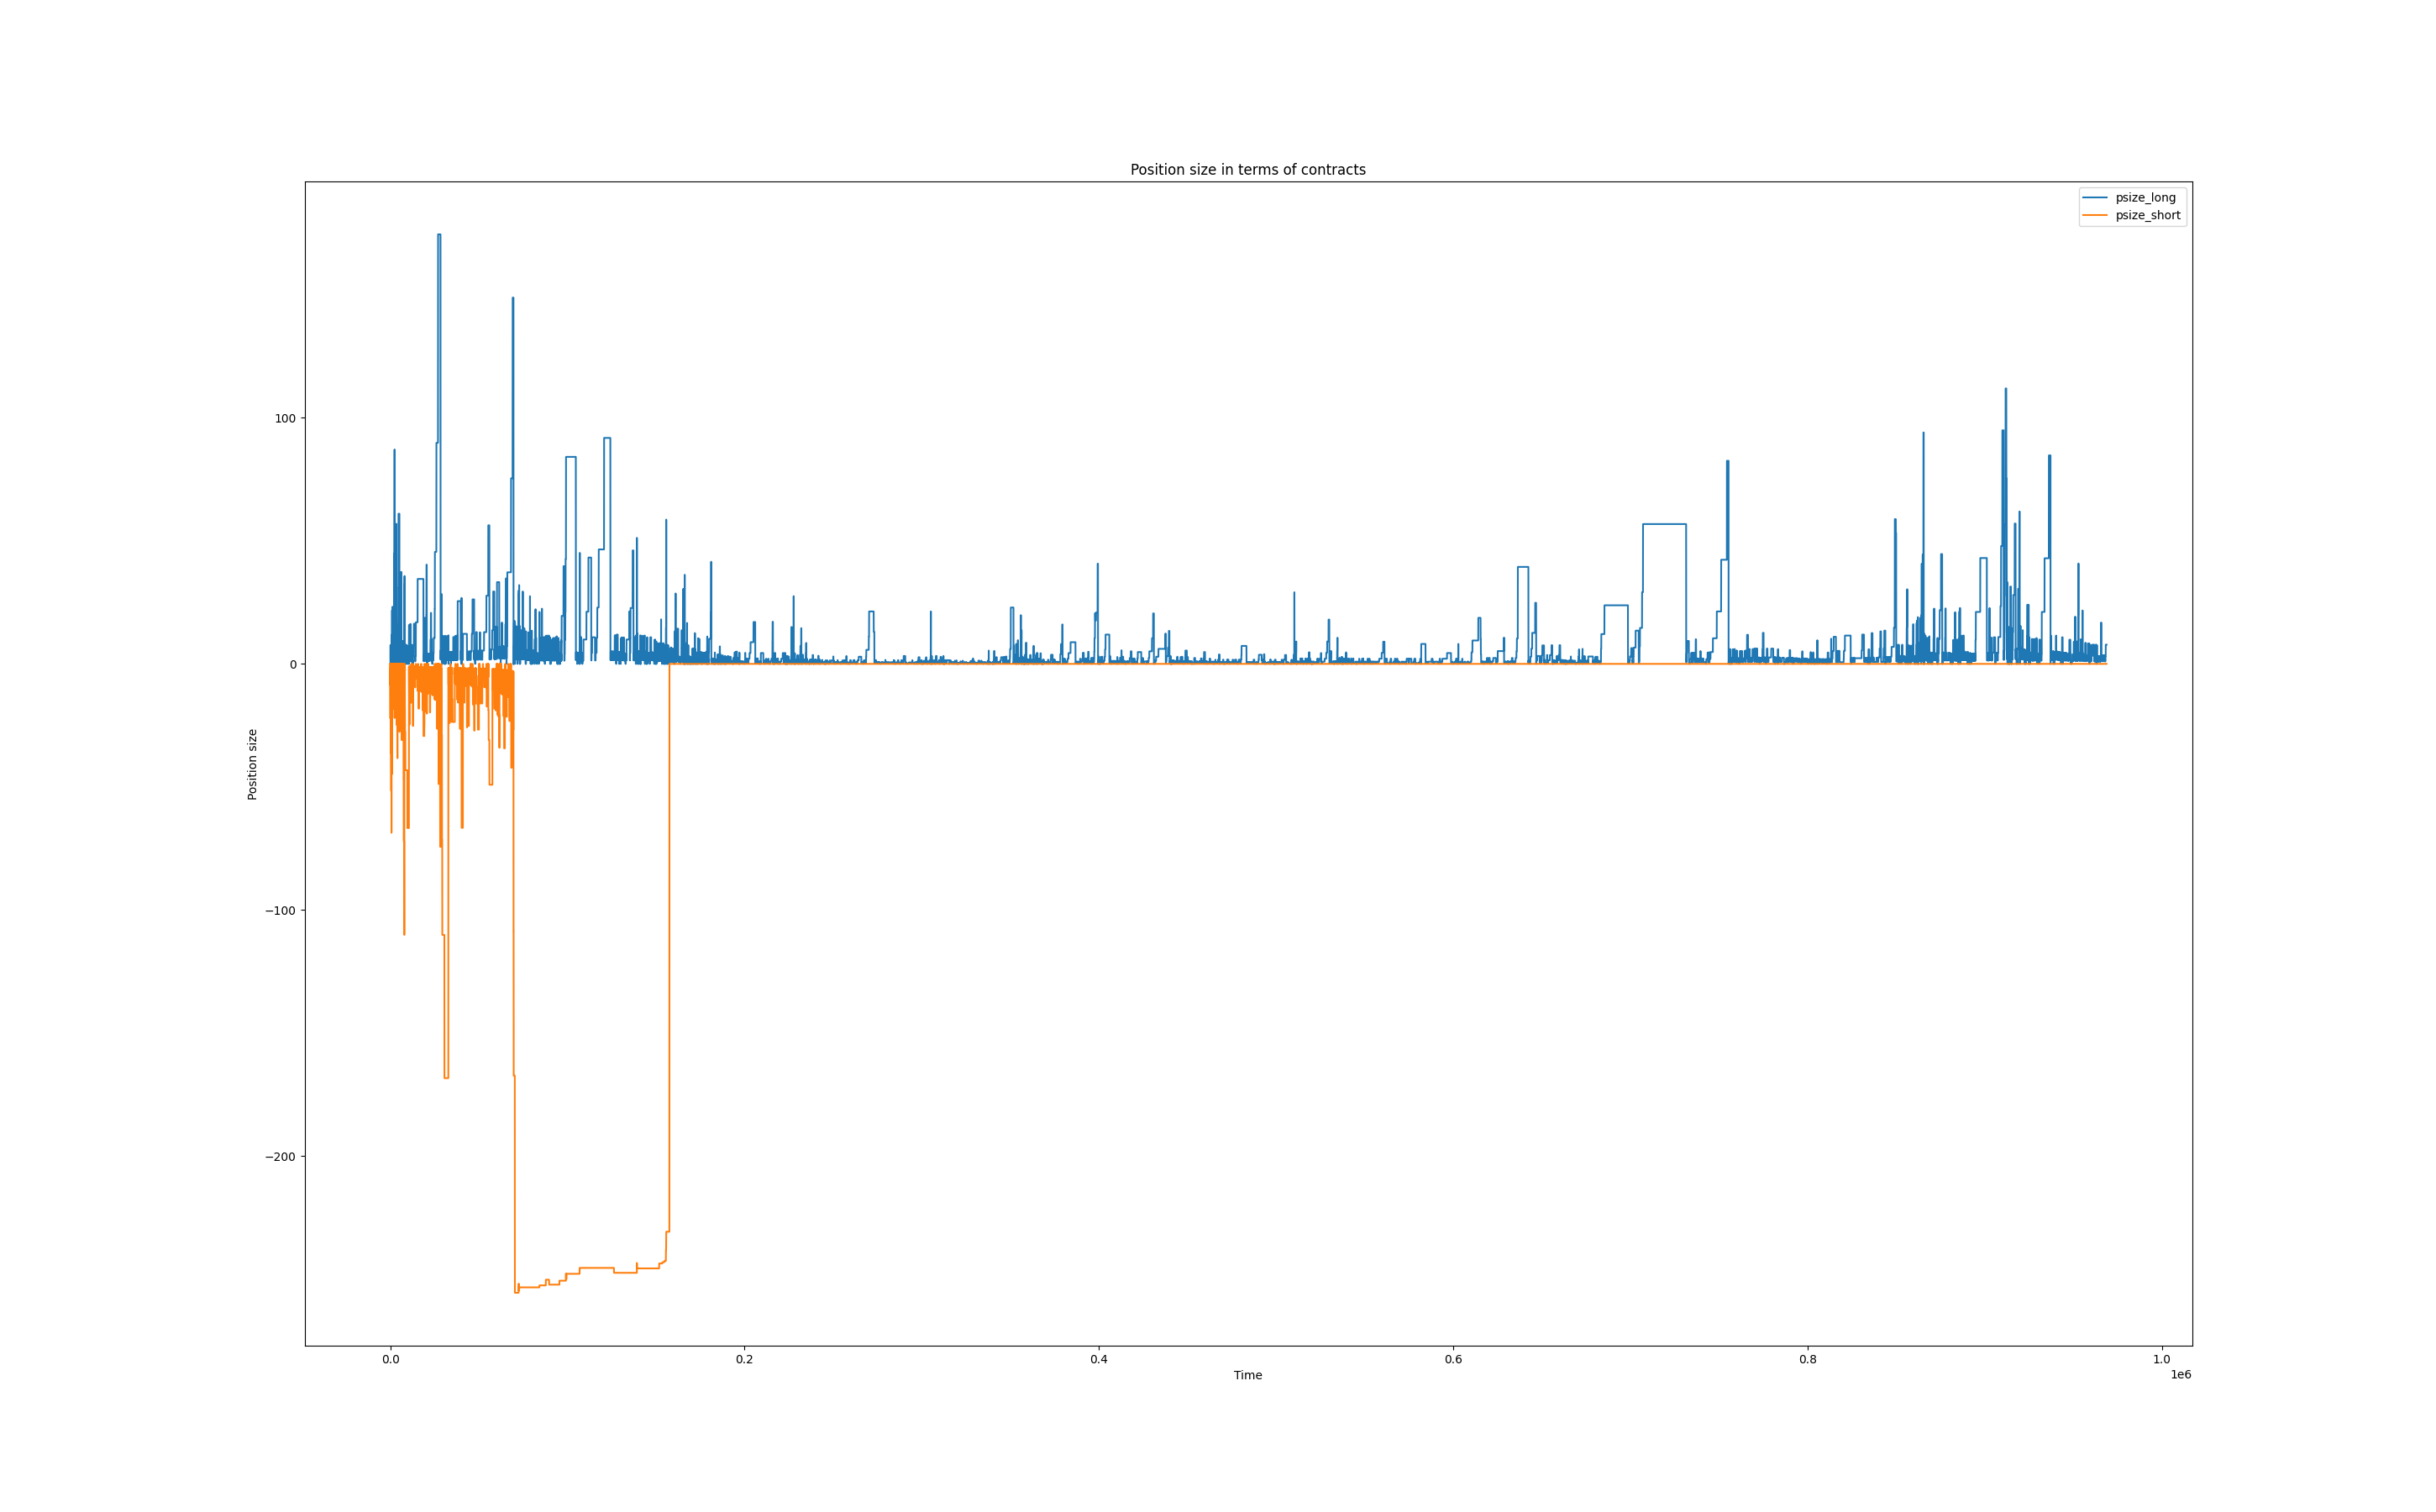 Position size in terms of contracts
psize_long
psize_short
Position size
100
0
−100
−200
0.0
0.2
0.4
0.6
0.8
1.0
Time
1e6